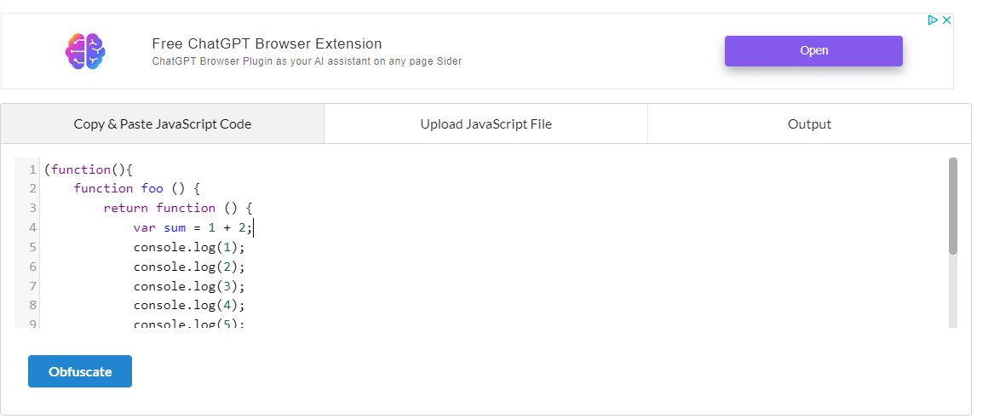 Free ChatGPT Browser Extension
ChatGPT Browser Plugin as your AI assistant on any page Sider
Open
Copy & Paste JavaScript Code
Upload JavaScript File
Output
1 (function(){
2     function foo () {
3         return function () {
4             var sum = 1 + 2;
5             console.log(1);
6             console.log(2);
7             console.log(3);
8             console.log(4);
9             console.log(5);
Obfuscate